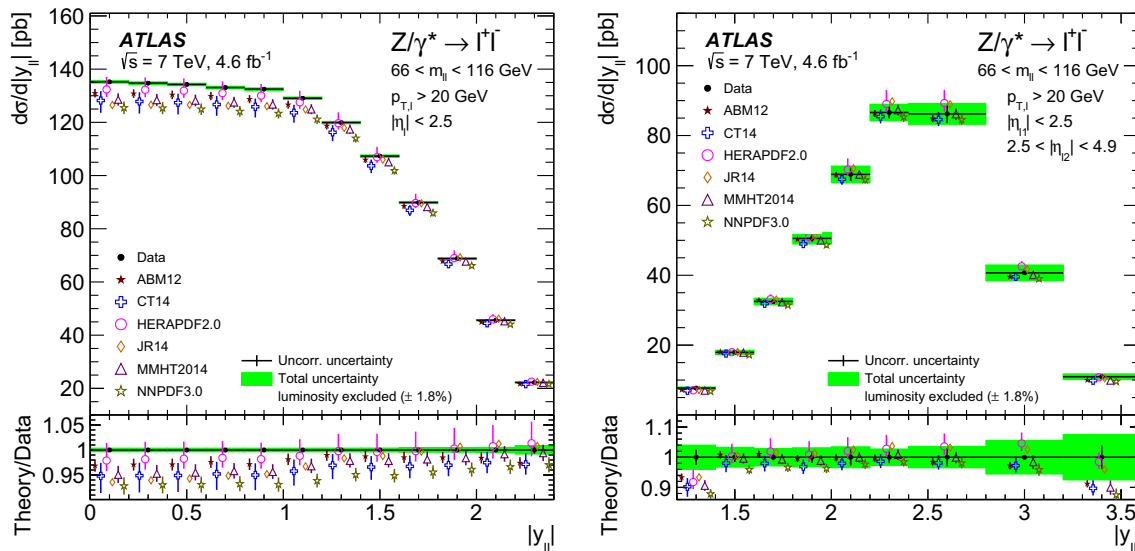 dσ/d|y_ll| [pb]
ATLAS
√s = 7 TeV, 4.6 fb⁻¹
Z/γ* → l⁺l⁻
66 < m_ll < 116 GeV
p_T,l > 20 GeV
|η_l| < 2.5
140
120
100
80
60
40
20
Data
ABM12
CT14
HERAPDF2.0
JR14
MMHT2014
NNPDF3.0
Uncorr. uncertainty
Total uncertainty
luminosity excluded (± 1.8%)
Theory/Data
1.05
1
0.95
0 0.5 1 1.5 2
|y_ll|
dσ/d|y_ll| [pb]
ATLAS
√s = 7 TeV, 4.6 fb⁻¹
Z/γ* → l⁺l⁻
66 < m_ll < 116 GeV
p_T,l > 20 GeV
|η_l1| < 2.5
2.5 < |η_l2| < 4.9
100
80
60
40
20
Data
ABM12
CT14
HERAPDF2.0
JR14
MMHT2014
NNPDF3.0
Uncorr. uncertainty
Total uncertainty
luminosity excluded (± 1.8%)
Theory/Data
1.1
1
0.9
1.5 2 2.5 3 3.5
|y_ll|